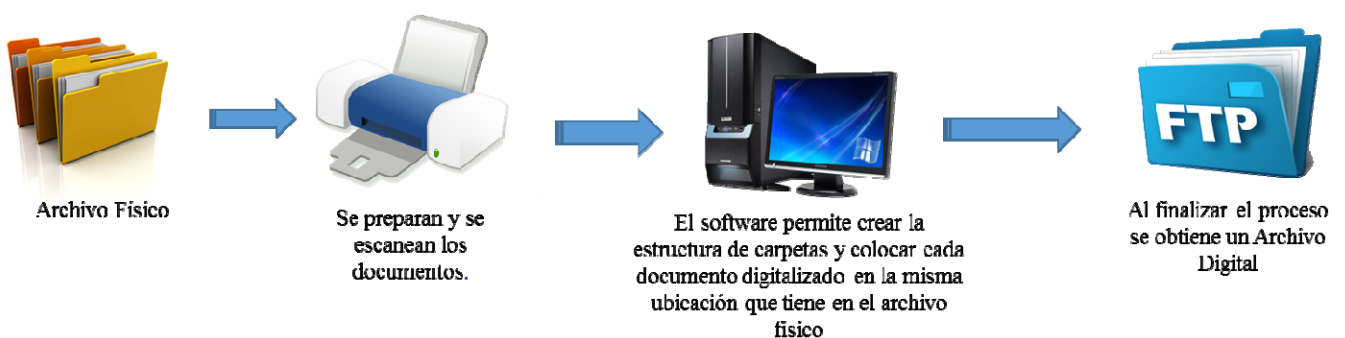 Archivo Físico
Se preparan y se
escanean los
documentos.
El software permite crear la
estructura de carpetas y colocar cada
documento digitalizado en la misma
ubicación que tiene en el archivo
físico
FTP
Al finalizar el proceso
se obtiene un Archivo
Digital